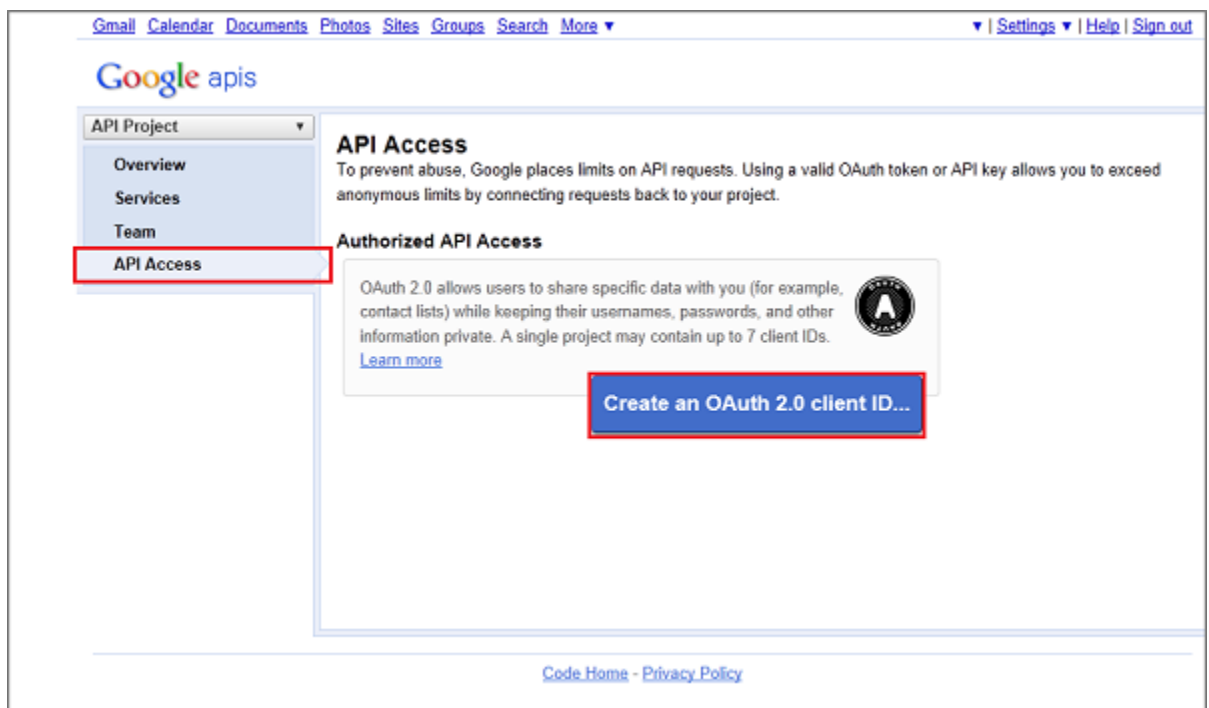 Gmail Calendar Documents Photos Sites Groups Search More ▼ ▼ | Settings ▼ | Help | Sign out
Google apis
API Project ▼
Overview
Services
Team
API Access
API Access
To prevent abuse, Google places limits on API requests. Using a valid OAuth token or API key allows you to exceed
anonymous limits by connecting requests back to your project.
Authorized API Access
OAuth 2.0 allows users to share specific data with you (for example,
contact lists) while keeping their usernames, passwords, and other
information private. A single project may contain up to 7 client IDs.
Learn more
A
Create an OAuth 2.0 client ID...
Code Home - Privacy Policy